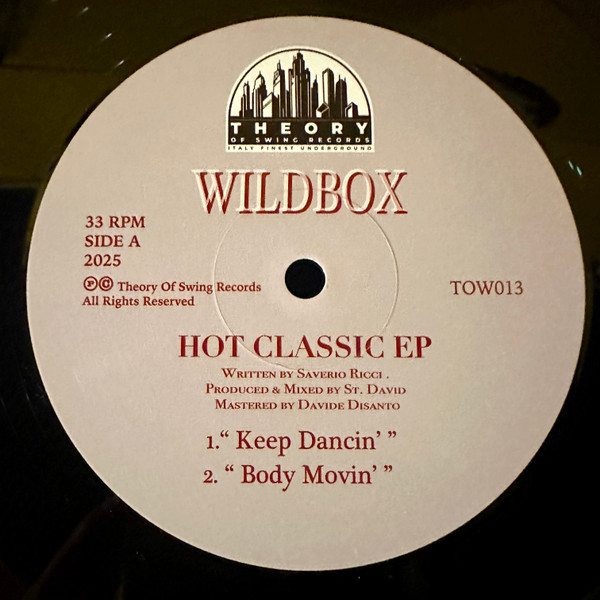 THEORY
OF SWING RECORDS
ITALY FINEST UNDERGROUND
WILDBOX
33 RPM
SIDE A
2025
℗© Theory Of Swing Records
All Rights Reserved
TOW013
HOT CLASSIC EP
Written by Saverio Ricci .
Produced & Mixed by St. David
Mastered by Davide Disanto
1.“ Keep Dancin’ ”
2. “ Body Movin’ ”